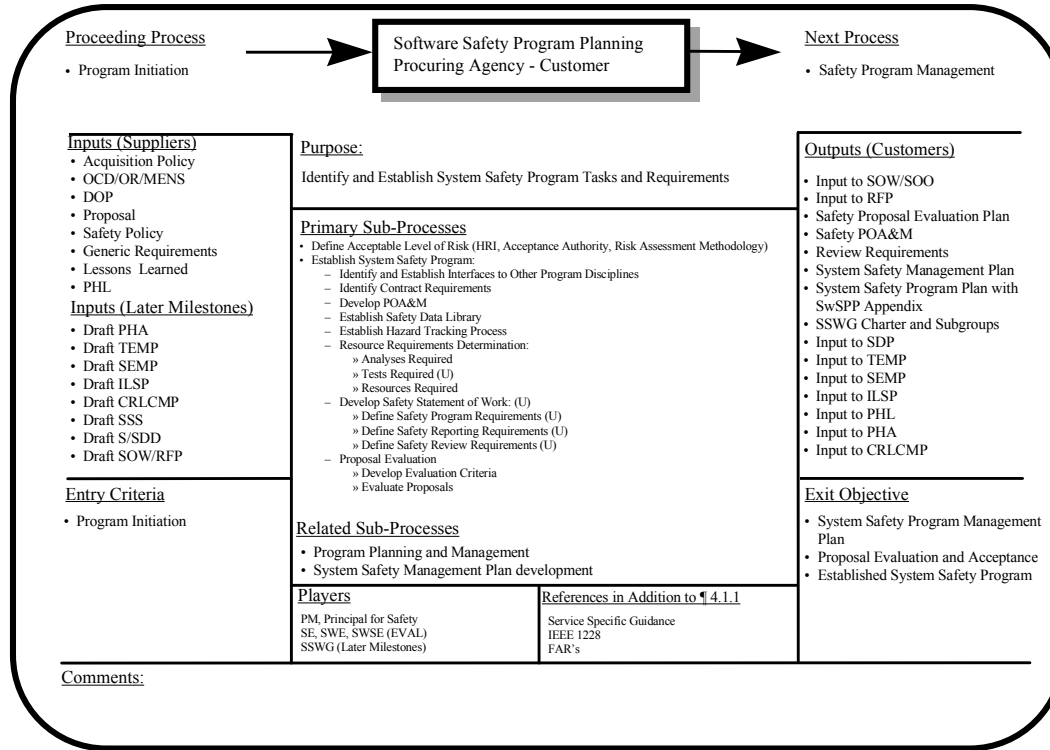 Proceeding Process
• Program Initiation
Software Safety Program Planning
Procuring Agency - Customer
Next Process
• Safety Program Management
Inputs (Suppliers)
• Acquisition Policy
• OCD/OR/MENS
• DOP
• Proposal
• Safety Policy
• Generic Requirements
• Lessons Learned
• PHL
Inputs (Later Milestones)
• Draft PHA
• Draft TEMP
• Draft SEMP
• Draft ILSP
• Draft CRLCMP
• Draft SSS
• Draft S/SDD
• Draft SOW/RFP
Entry Criteria
• Program Initiation
Purpose:
Identify and Establish System Safety Program Tasks and Requirements
Primary Sub-Processes
• Define Acceptable Level of Risk (HRI, Acceptance Authority, Risk Assessment Methodology)
• Establish System Safety Program:
– Identify and Establish Interfaces to Other Program Disciplines
– Identify Contract Requirements
– Develop POA&M
– Establish Safety Data Library
– Establish Hazard Tracking Process
– Resource Requirements Determination:
» Analyses Required
» Tests Required (U)
» Resources Required
– Develop Safety Statement of Work: (U)
» Define Safety Program Requirements (U)
» Define Safety Reporting Requirements (U)
» Define Safety Review Requirements (U)
– Proposal Evaluation
» Develop Evaluation Criteria
» Evaluate Proposals
Related Sub-Processes
• Program Planning and Management
• System Safety Management Plan development
Players
PM, Principal for Safety
SE, SWE, SWSE (EVAL)
SSWG (Later Milestones)
References in Addition to ¶ 4.1.1
Service Specific Guidance
IEEE 1228
FAR's
Outputs (Customers)
• Input to SOW/SOO
• Input to RFP
• Safety Proposal Evaluation Plan
• Safety POA&M
• Review Requirements
• System Safety Management Plan
• System Safety Program Plan with
SwSPP Appendix
• SSWG Charter and Subgroups
• Input to SDP
• Input to TEMP
• Input to SEMP
• Input to ILSP
• Input to PHL
• Input to PHA
• Input to CRLCMP
Exit Objective
• System Safety Program Management
Plan
• Proposal Evaluation and Acceptance
• Established System Safety Program
Comments: